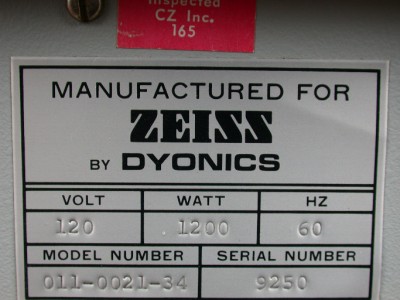 Inspected
CZ Inc.
165
MANUFACTURED FOR
ZEISS
BY DYONICS
VOLT WATT HZ
120 1200 60
MODEL NUMBER SERIAL NUMBER
011-0021-34 9250